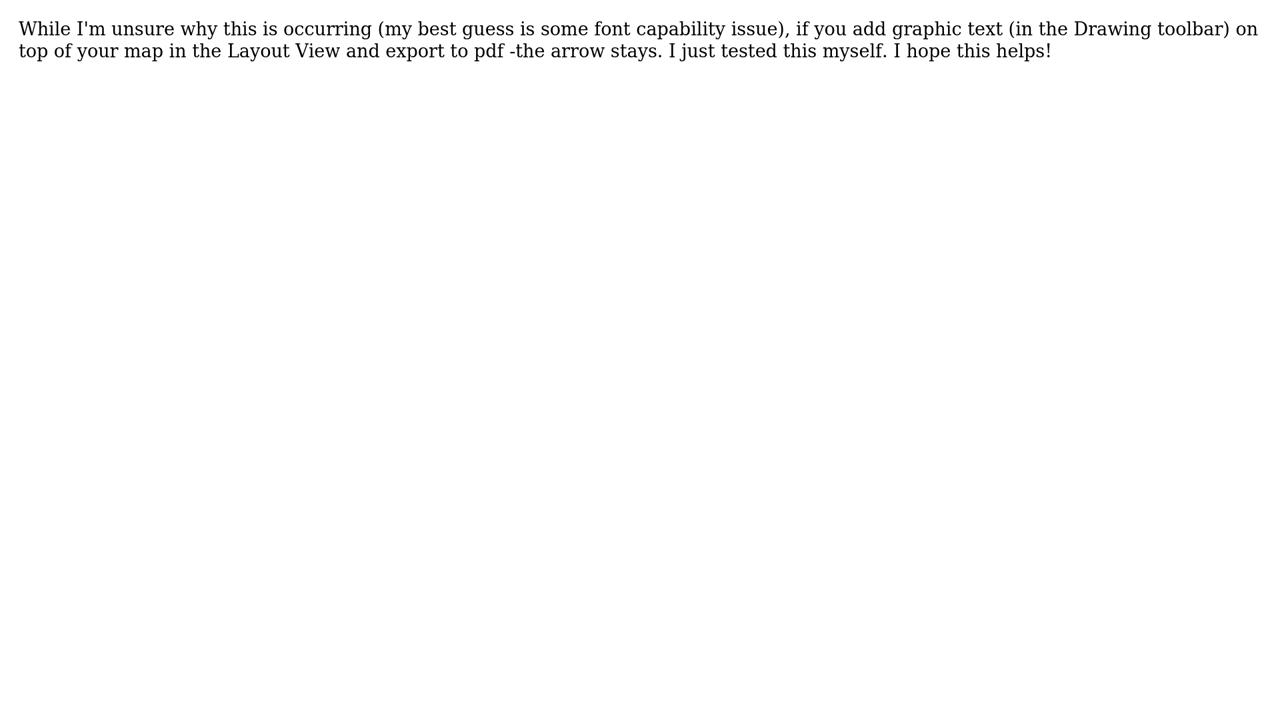 While I'm unsure why this is occurring (my best guess is some font capability issue), if you add graphic text (in the Drawing toolbar) on
top of your map in the Layout View and export to pdf -the arrow stays. I just tested this myself. I hope this helps!